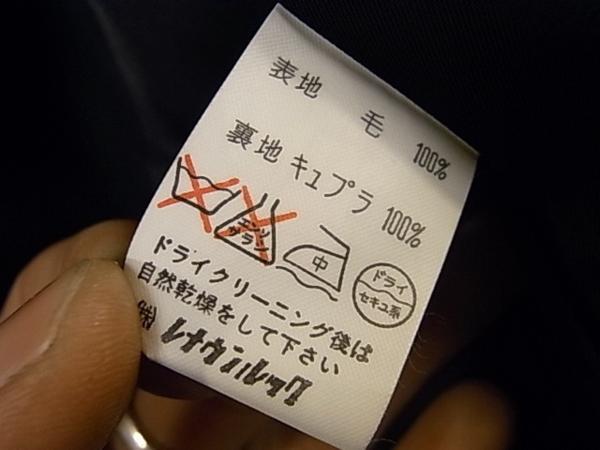 表地 毛 100%
裏地 キュプラ 100%
エンソ
サラシ
中
ドライ
セキユ系
ドライクリーニング後は
自然乾燥をして下さい
㈱レナウンルック